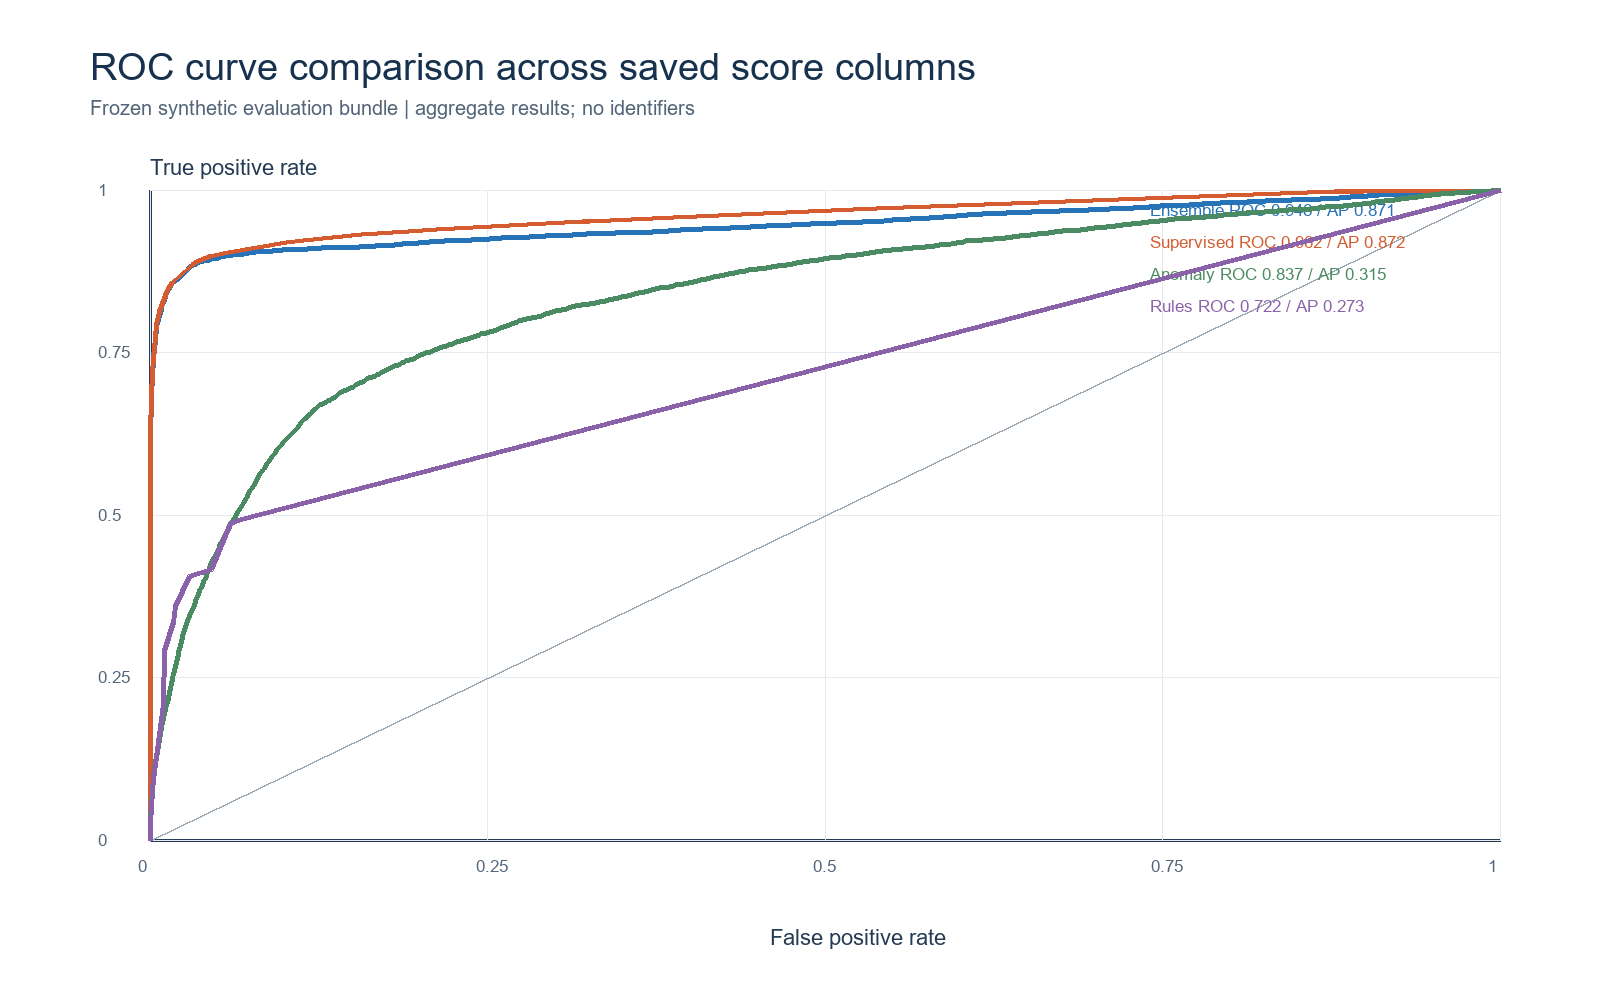 ROC curve comparison across saved score columns
Frozen synthetic evaluation bundle | aggregate results; no identifiers
True positive rate
1
0.75
0.5
0.25
0
0
0.25
0.5
0.75
1
False positive rate
Ensemble ROC / AP 0.871
Supervised ROC / AP 0.872
Anomaly ROC 0.837 / AP 0.315
Rules ROC 0.722 / AP 0.273